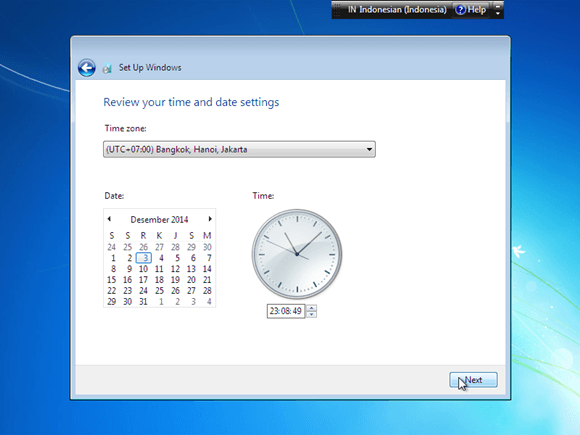 IN Indonesian (Indonesia) ? Help
Set Up Windows
Review your time and date settings
Time zone:
(UTC+07:00) Bangkok, Hanoi, Jakarta
Date:
Time:
Desember 2014
S S R K J S M
24 25 26 27 28 29 30
1 2 3 4 5 6 7
8 9 10 11 12 13 14
15 16 17 18 19 20 21
22 23 24 25 26 27 28
29 30 31 1 2 3 4
23:08:49
Next